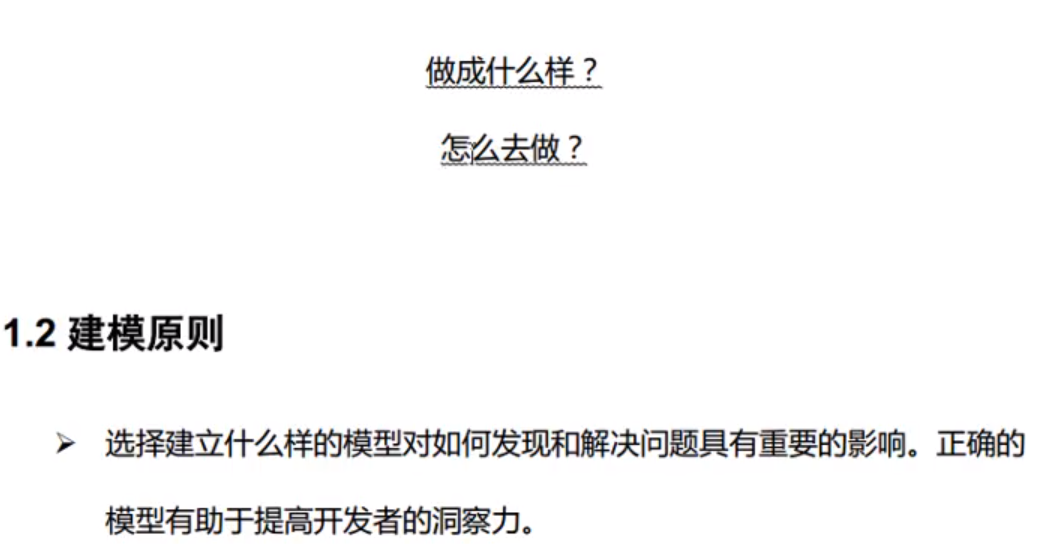 做成什么样？
怎么去做？
1.2 建模原则
➢ 选择建立什么样的模型对如何发现和解决问题具有重要的影响。正确的
模型有助于提高开发者的洞察力。